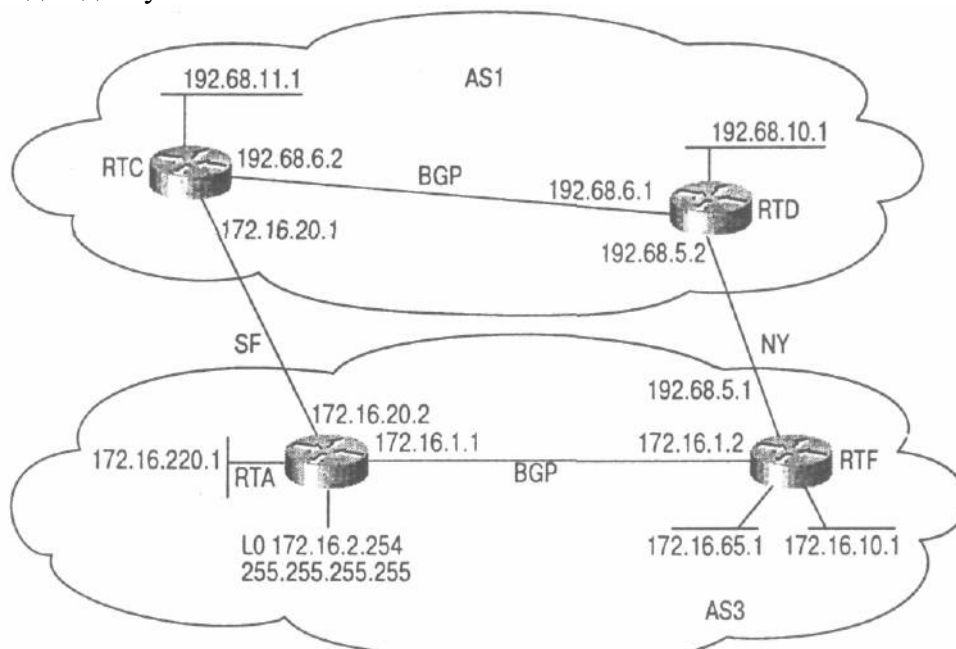 192.68.11.1
AS1
192.68.10.1
RTC
192.68.6.2
BGP
192.68.6.1
RTD
172.16.20.1
192.68.5.2
SF
NY
192.68.5.1
172.16.20.2
172.16.1.1
172.16.1.2
172.16.220.1
RTA
BGP
RTF
L0 172.16.2.254
255.255.255.255
172.16.65.1
172.16.10.1
AS3